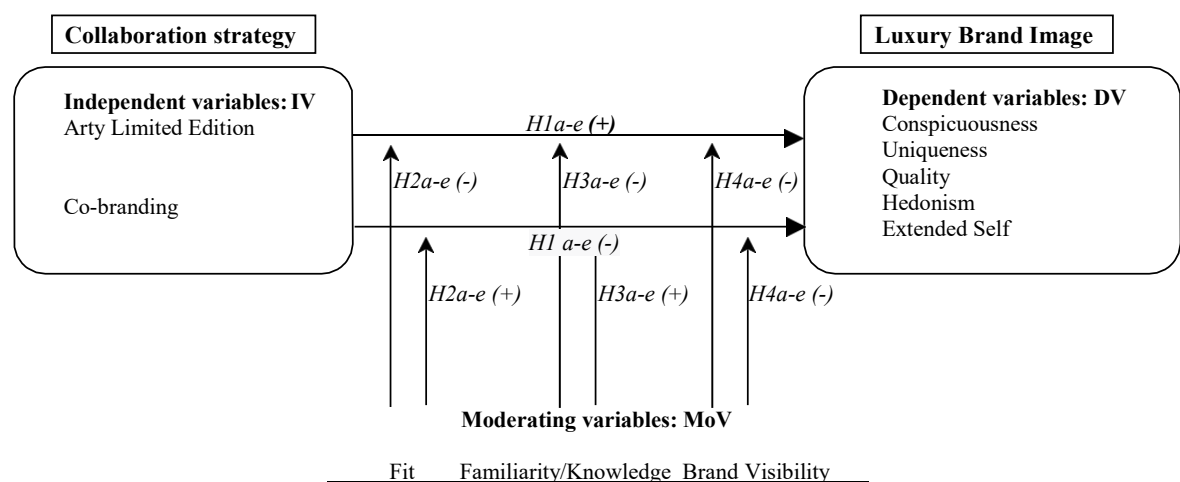 Collaboration strategy
Luxury Brand Image
Independent variables: IV
Arty Limited Edition
Co-branding
Dependent variables: DV
Conspicuousness
Uniqueness
Quality
Hedonism
Extended Self
H1a-e (+)
H2a-e (-)
H3a-e (-)
H4a-e (-)
H1 a-e (-)
H2a-e (+)
H3a-e (+)
H4a-e (-)
Moderating variables: MoV
Fit Familiarity/Knowledge Brand Visibility